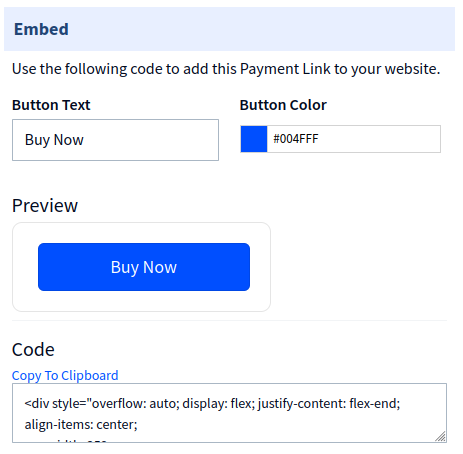 Embed
Use the following code to add this Payment Link to your website.
Button Text
Button Color
Buy Now
#004FFF
Preview
Buy Now
Code
Copy To Clipboard
<div style="overflow: auto; display: flex; justify-content: flex-end;
align-items: center;